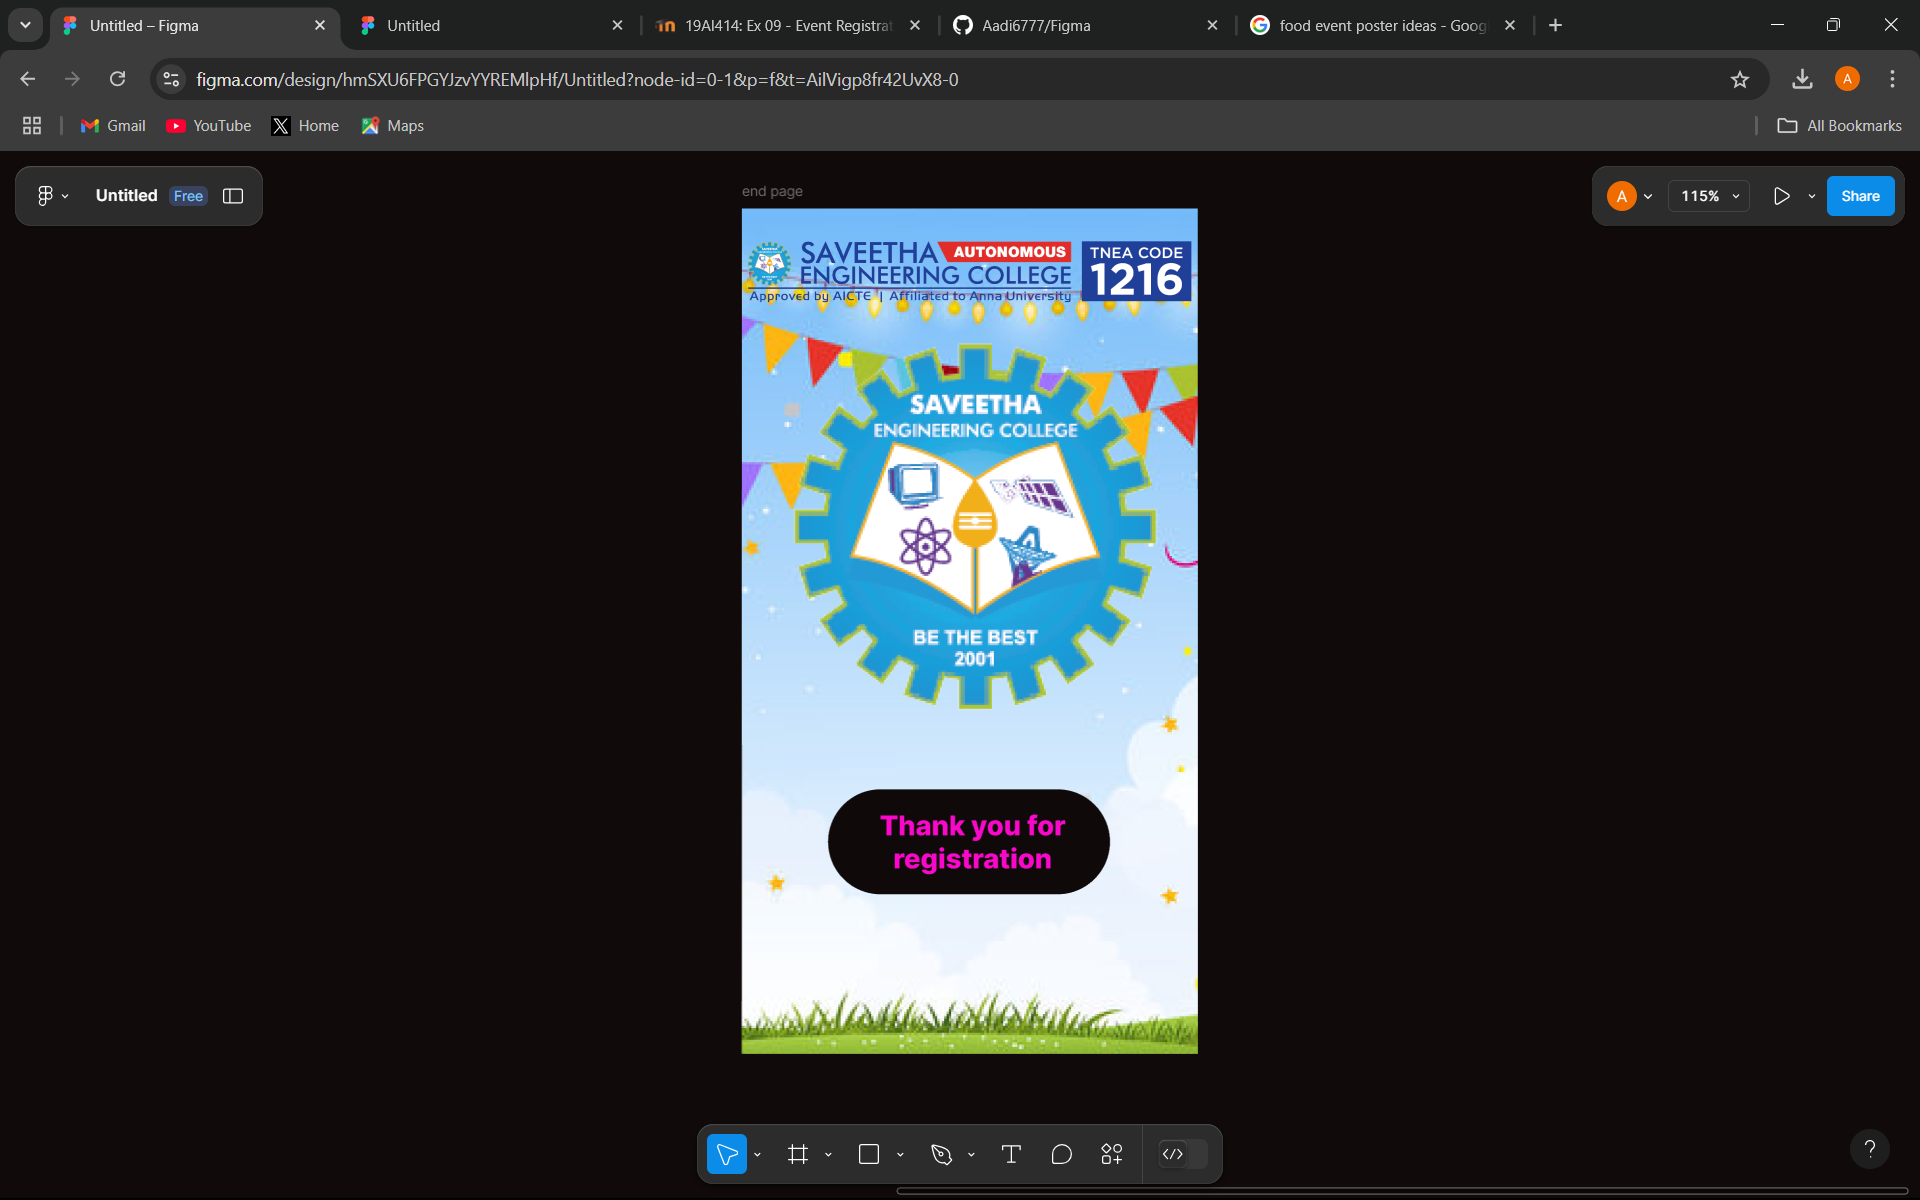 Untitled – Figma
Untitled
19AI414: Ex 09 - Event Registrat
Aadi6777/Figma
food event poster ideas - Goog
figma.com/design/hmSXU6FPGYJzvYYREMlpHf/Untitled?node-id=0-1&p=f&t=AilVigp8fr42UvX8-0
A
Gmail
YouTube
Home
Maps
All Bookmarks
Untitled
Free
end page
A
115%
Share
SAVEETHA
AUTONOMOUS
ENGINEERING COLLEGE
Approved by AICTE | Affiliated to Anna University
TNEA CODE
1216
SAVEETHA
ENGINEERING COLLEGE
BE THE BEST
2001
Thank you for
registration
?